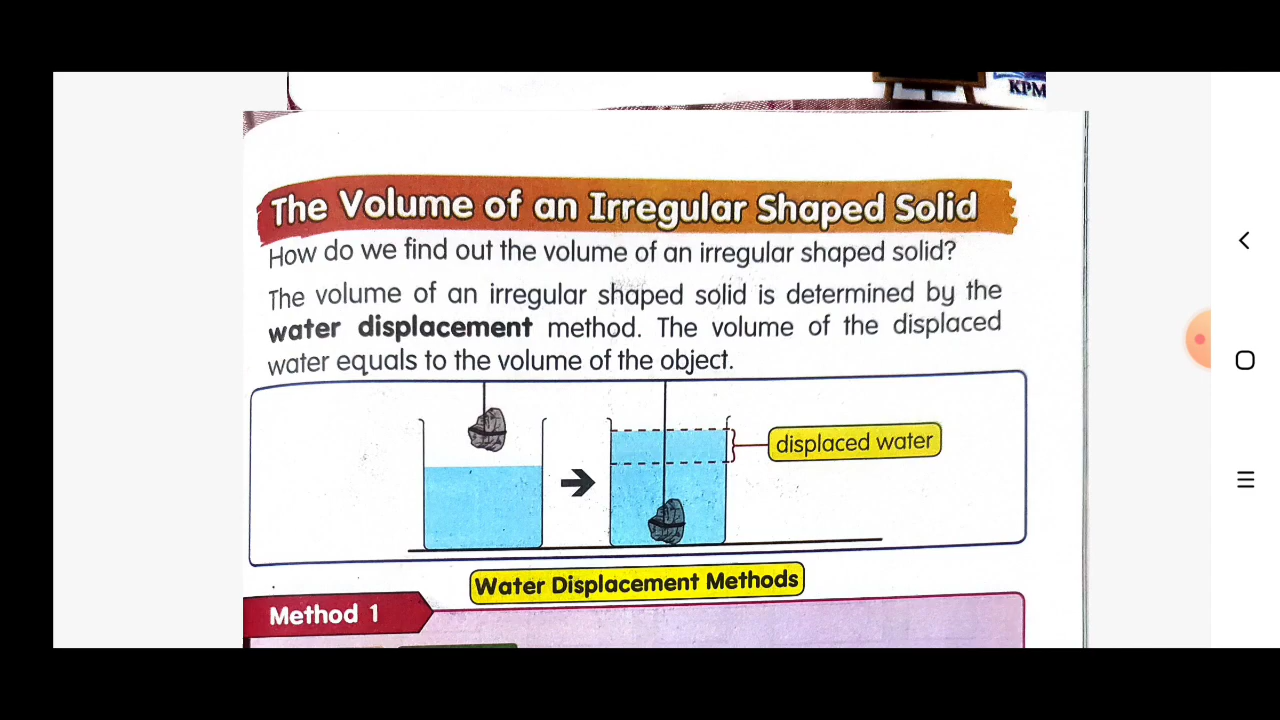 KPM
The Volume of an Irregular Shaped Solid
How do we find out the volume of an irregular shaped solid?
The volume of an irregular shaped solid is determined by the
water displacement method. The volume of the displaced
water equals to the volume of the object.
displaced water
Water Displacement Methods
Method 1